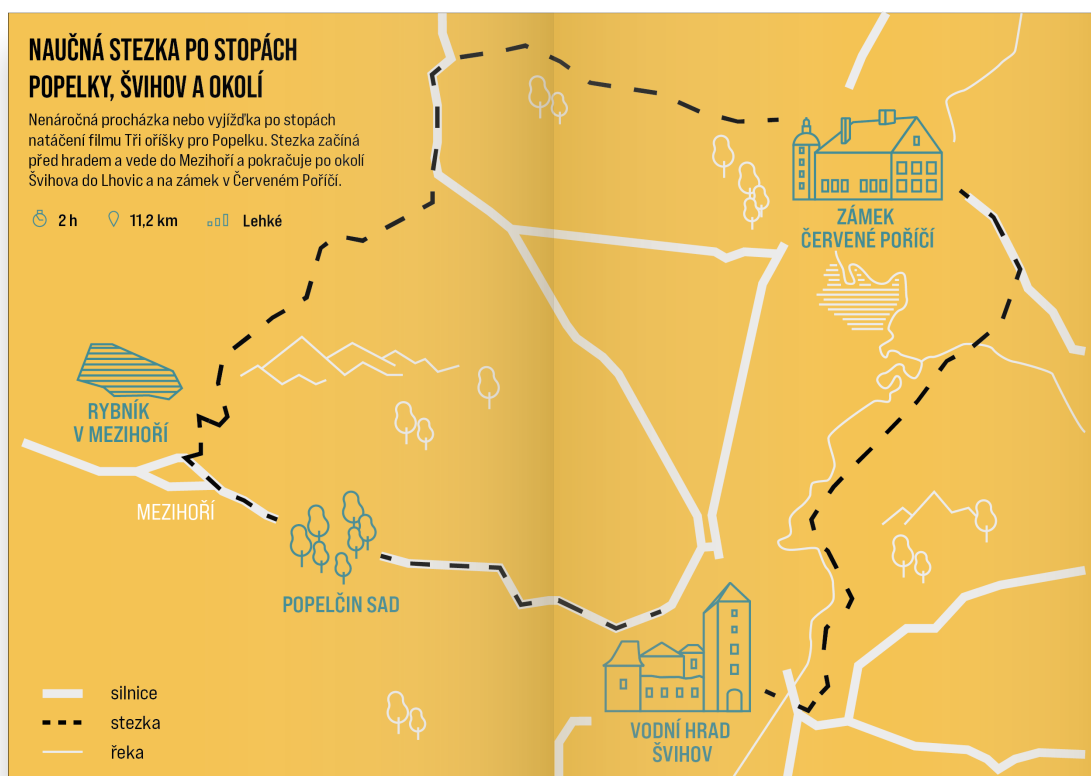 NAUČNÁ STEZKA PO STOPÁCH
POPELKY, ŠVIHOV A OKOLÍ
Nenáročná procházka nebo vyjížďka po stopách
natáčení filmu Tři oříšky pro Popelku. Stezka začíná
před hradem a vede do Mezihoří a pokračuje po okolí
Švihova do Lhovic a na zámek v Červeném Poříčí.
2 h 11,2 km Lehké
ZÁMEK
ČERVENÉ POŘÍČÍ
RYBNÍK
V MEZIHOŘÍ
MEZIHOŘÍ
POPELČIN SAD
VODNÍ HRAD
ŠVIHOV
silnice
stezka
řeka